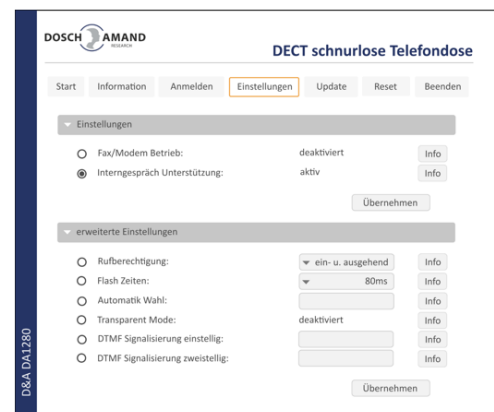 DOSCH AMAND
RESEARCH
DECT schnurlose Telefondose
Start Information Anmelden Einstellungen Update Reset Beenden
Einstellungen
Fax/Modem Betrieb: deaktiviert Info
Interngespräch Unterstützung: aktiv Info
Übernehmen
erweiterte Einstellungen
Rufberechtigung: ein- u. ausgehend Info
Flash Zeiten: 80ms Info
Automatik Wahl: Info
Transparent Mode: deaktiviert Info
DTMF Signalisierung einstellig: Info
DTMF Signalisierung zweistellig: Info
Übernehmen
D&A DA1280